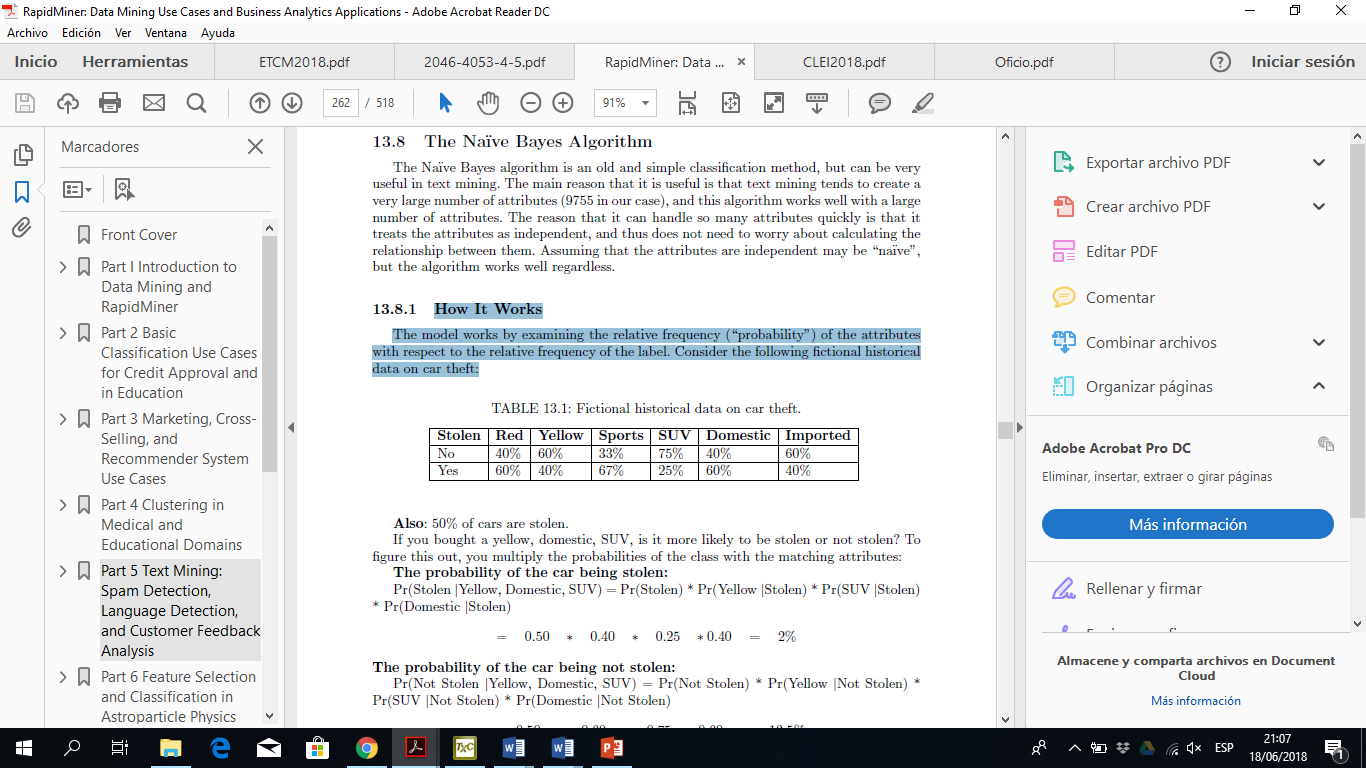 RapidMiner: Data Mining Use Cases and Business Analytics Applications - Adobe Acrobat Reader DC
Archivo Edición Ver Ventana Ayuda
Inicio Herramientas ETCM2018.pdf 2046-4053-4-5.pdf RapidMiner: Data ... × CLEI2018.pdf Oficio.pdf Iniciar sesión
262 / 518 91%
Marcadores
Front Cover
Part I Introduction to
Data Mining and
RapidMiner
Part 2 Basic
Classification Use Cases
for Credit Approval and
in Education
Part 3 Marketing, Cross-
Selling, and
Recommender System
Use Cases
Part 4 Clustering in
Medical and
Educational Domains
Part 5 Text Mining:
Spam Detection,
Language Detection,
and Customer Feedback
Analysis
Part 6 Feature Selection
and Classification in
Astroparticle Physics
13.8 The Naïve Bayes Algorithm
The Naïve Bayes algorithm is an old and simple classification method, but can be very
useful in text mining. The main reason that it is useful is that text mining tends to create a
very large number of attributes (9755 in our case), and this algorithm works well with a large
number of attributes. The reason that it can handle so many attributes quickly is that it
treats the attributes as independent, and thus does not need to worry about calculating the
relationship between them. Assuming that the attributes are independent may be “naïve”,
but the algorithm works well regardless.
13.8.1 How It Works
The model works by examining the relative frequency (“probability”) of the attributes
with respect to the relative frequency of the label. Consider the following fictional historical
data on car theft:
TABLE 13.1: Fictional historical data on car theft.
Stolen Red Yellow Sports SUV Domestic Imported
No 40% 60% 33% 75% 40% 60%
Yes 60% 40% 67% 25% 60% 40%
Also: 50% of cars are stolen.
If you bought a yellow, domestic, SUV, is it more likely to be stolen or not stolen? To
figure this out, you multiply the probabilities of the class with the matching attributes:
The probability of the car being stolen:
Pr(Stolen |Yellow, Domestic, SUV) = Pr(Stolen) * Pr(Yellow |Stolen) * Pr(SUV |Stolen)
* Pr(Domestic |Stolen)
= 0.50 * 0.40 * 0.25 * 0.40 = 2%
The probability of the car being not stolen:
Pr(Not Stolen |Yellow, Domestic, SUV) = Pr(Not Stolen) * Pr(Yellow |Not Stolen) *
Pr(SUV |Not Stolen) * Pr(Domestic |Not Stolen)
Exportar archivo PDF
Crear archivo PDF
Editar PDF
Comentar
Combinar archivos
Organizar páginas
Adobe Acrobat Pro DC
Eliminar, insertar, extraer o girar páginas
Más información
Rellenar y firmar
Almacene y comparta archivos en Document
Cloud
Más información
ESP
21:07
18/06/2018
1